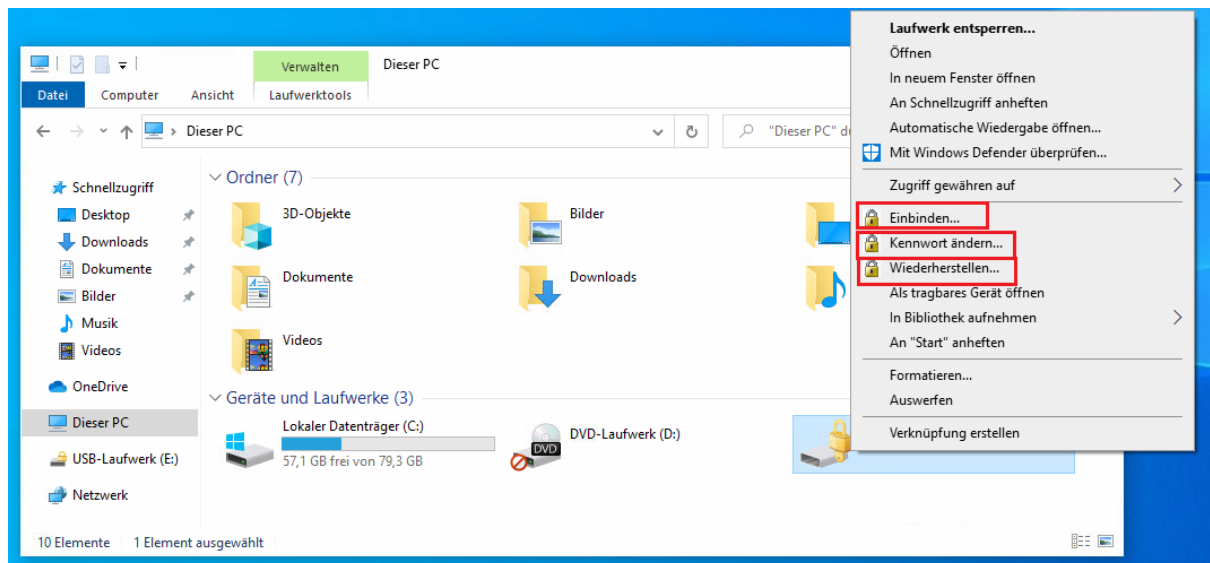 Verwalten
Dieser PC
Datei
Computer
Ansicht
Laufwerktools
Dieser PC
"Dieser PC"
Schnellzugriff
Desktop
Downloads
Dokumente
Bilder
Musik
Videos
OneDrive
Dieser PC
USB-Laufwerk (E:)
Netzwerk
Ordner (7)
3D-Objekte
Bilder
Dokumente
Downloads
Videos
Geräte und Laufwerke (3)
Lokaler Datenträger (C:)
57,1 GB frei von 79,3 GB
DVD
DVD-Laufwerk (D:)
10 Elemente
1 Element ausgewählt
Laufwerk entsperren...
Öffnen
In neuem Fenster öffnen
An Schnellzugriff anheften
Automatische Wiedergabe öffnen...
Mit Windows Defender überprüfen...
Zugriff gewähren auf
Einbinden...
Kennwort ändern...
Wiederherstellen...
Als tragbares Gerät öffnen
In Bibliothek aufnehmen
An "Start" anheften
Formatieren...
Auswerfen
Verknüpfung erstellen